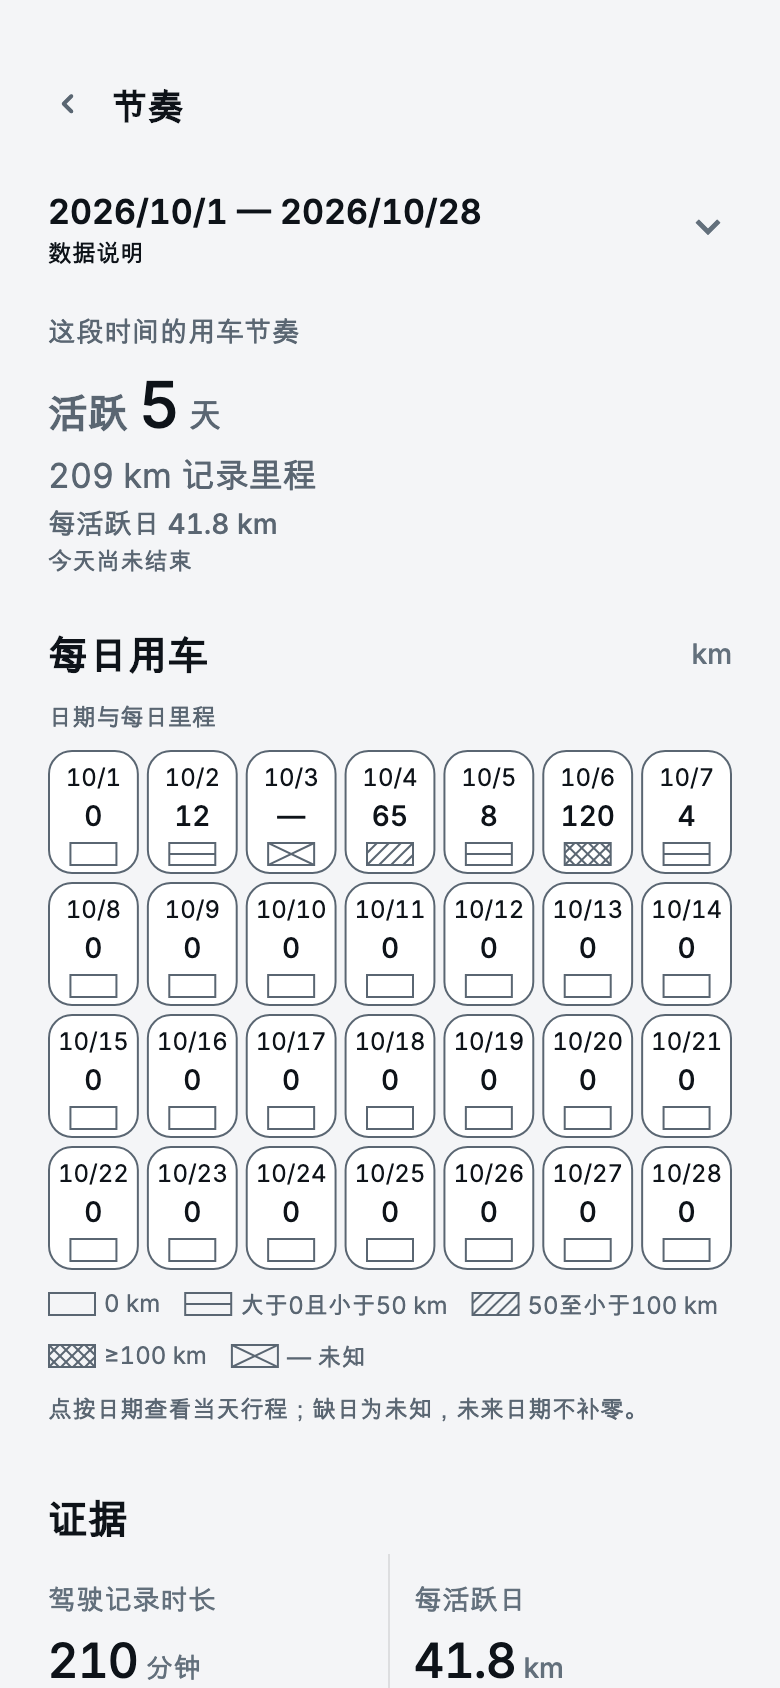 节奏
2026/10/1 — 2026/10/28
数据说明
这段时间的用车节奏
活跃 5 天
209 km 记录里程
每活跃日 41.8 km
今天尚未结束
每日用车 km
日期与每日里程
10/1 10/2 10/3 10/4 10/5 10/6 10/7
0 12 — 65 8 120 4
10/8 10/9 10/10 10/11 10/12 10/13 10/14
0 0 0 0 0 0 0
10/15 10/16 10/17 10/18 10/19 10/20 10/21
0 0 0 0 0 0 0
10/22 10/23 10/24 10/25 10/26 10/27 10/28
0 0 0 0 0 0 0
0 km 大于0且小于50 km 50至小于100 km
≥100 km — 未知
点按日期查看当天行程；缺日为未知，未来日期不补零。
证据
驾驶记录时长 每活跃日
210 分钟 41.8 km